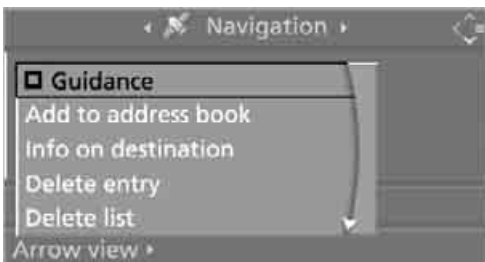 Navigation
Guidance
Add to address book
Info on destination
Delete entry
Delete list
Arrow view